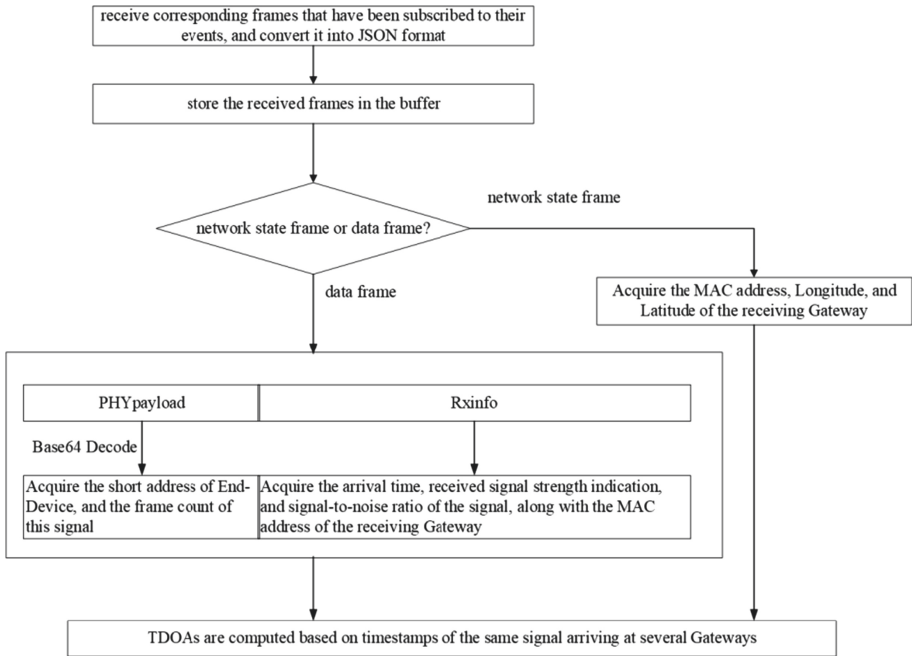 receive corresponding frames that have been subscribed to their
events, and convert it into JSON format
store the received frames in the buffer
network state frame
network state frame or data frame?
data frame
Acquire the MAC address, Longitude, and
Latitude of the receiving Gateway
PHYpayload
Rxinfo
Base64 Decode
Acquire the short address of End-
Device, and the frame count of
this signal
Acquire the arrival time, received signal strength indication,
and signal-to-noise ratio of the signal, along with the MAC
address of the receiving Gateway
TDOAs are computed based on timestamps of the same signal arriving at several Gateways